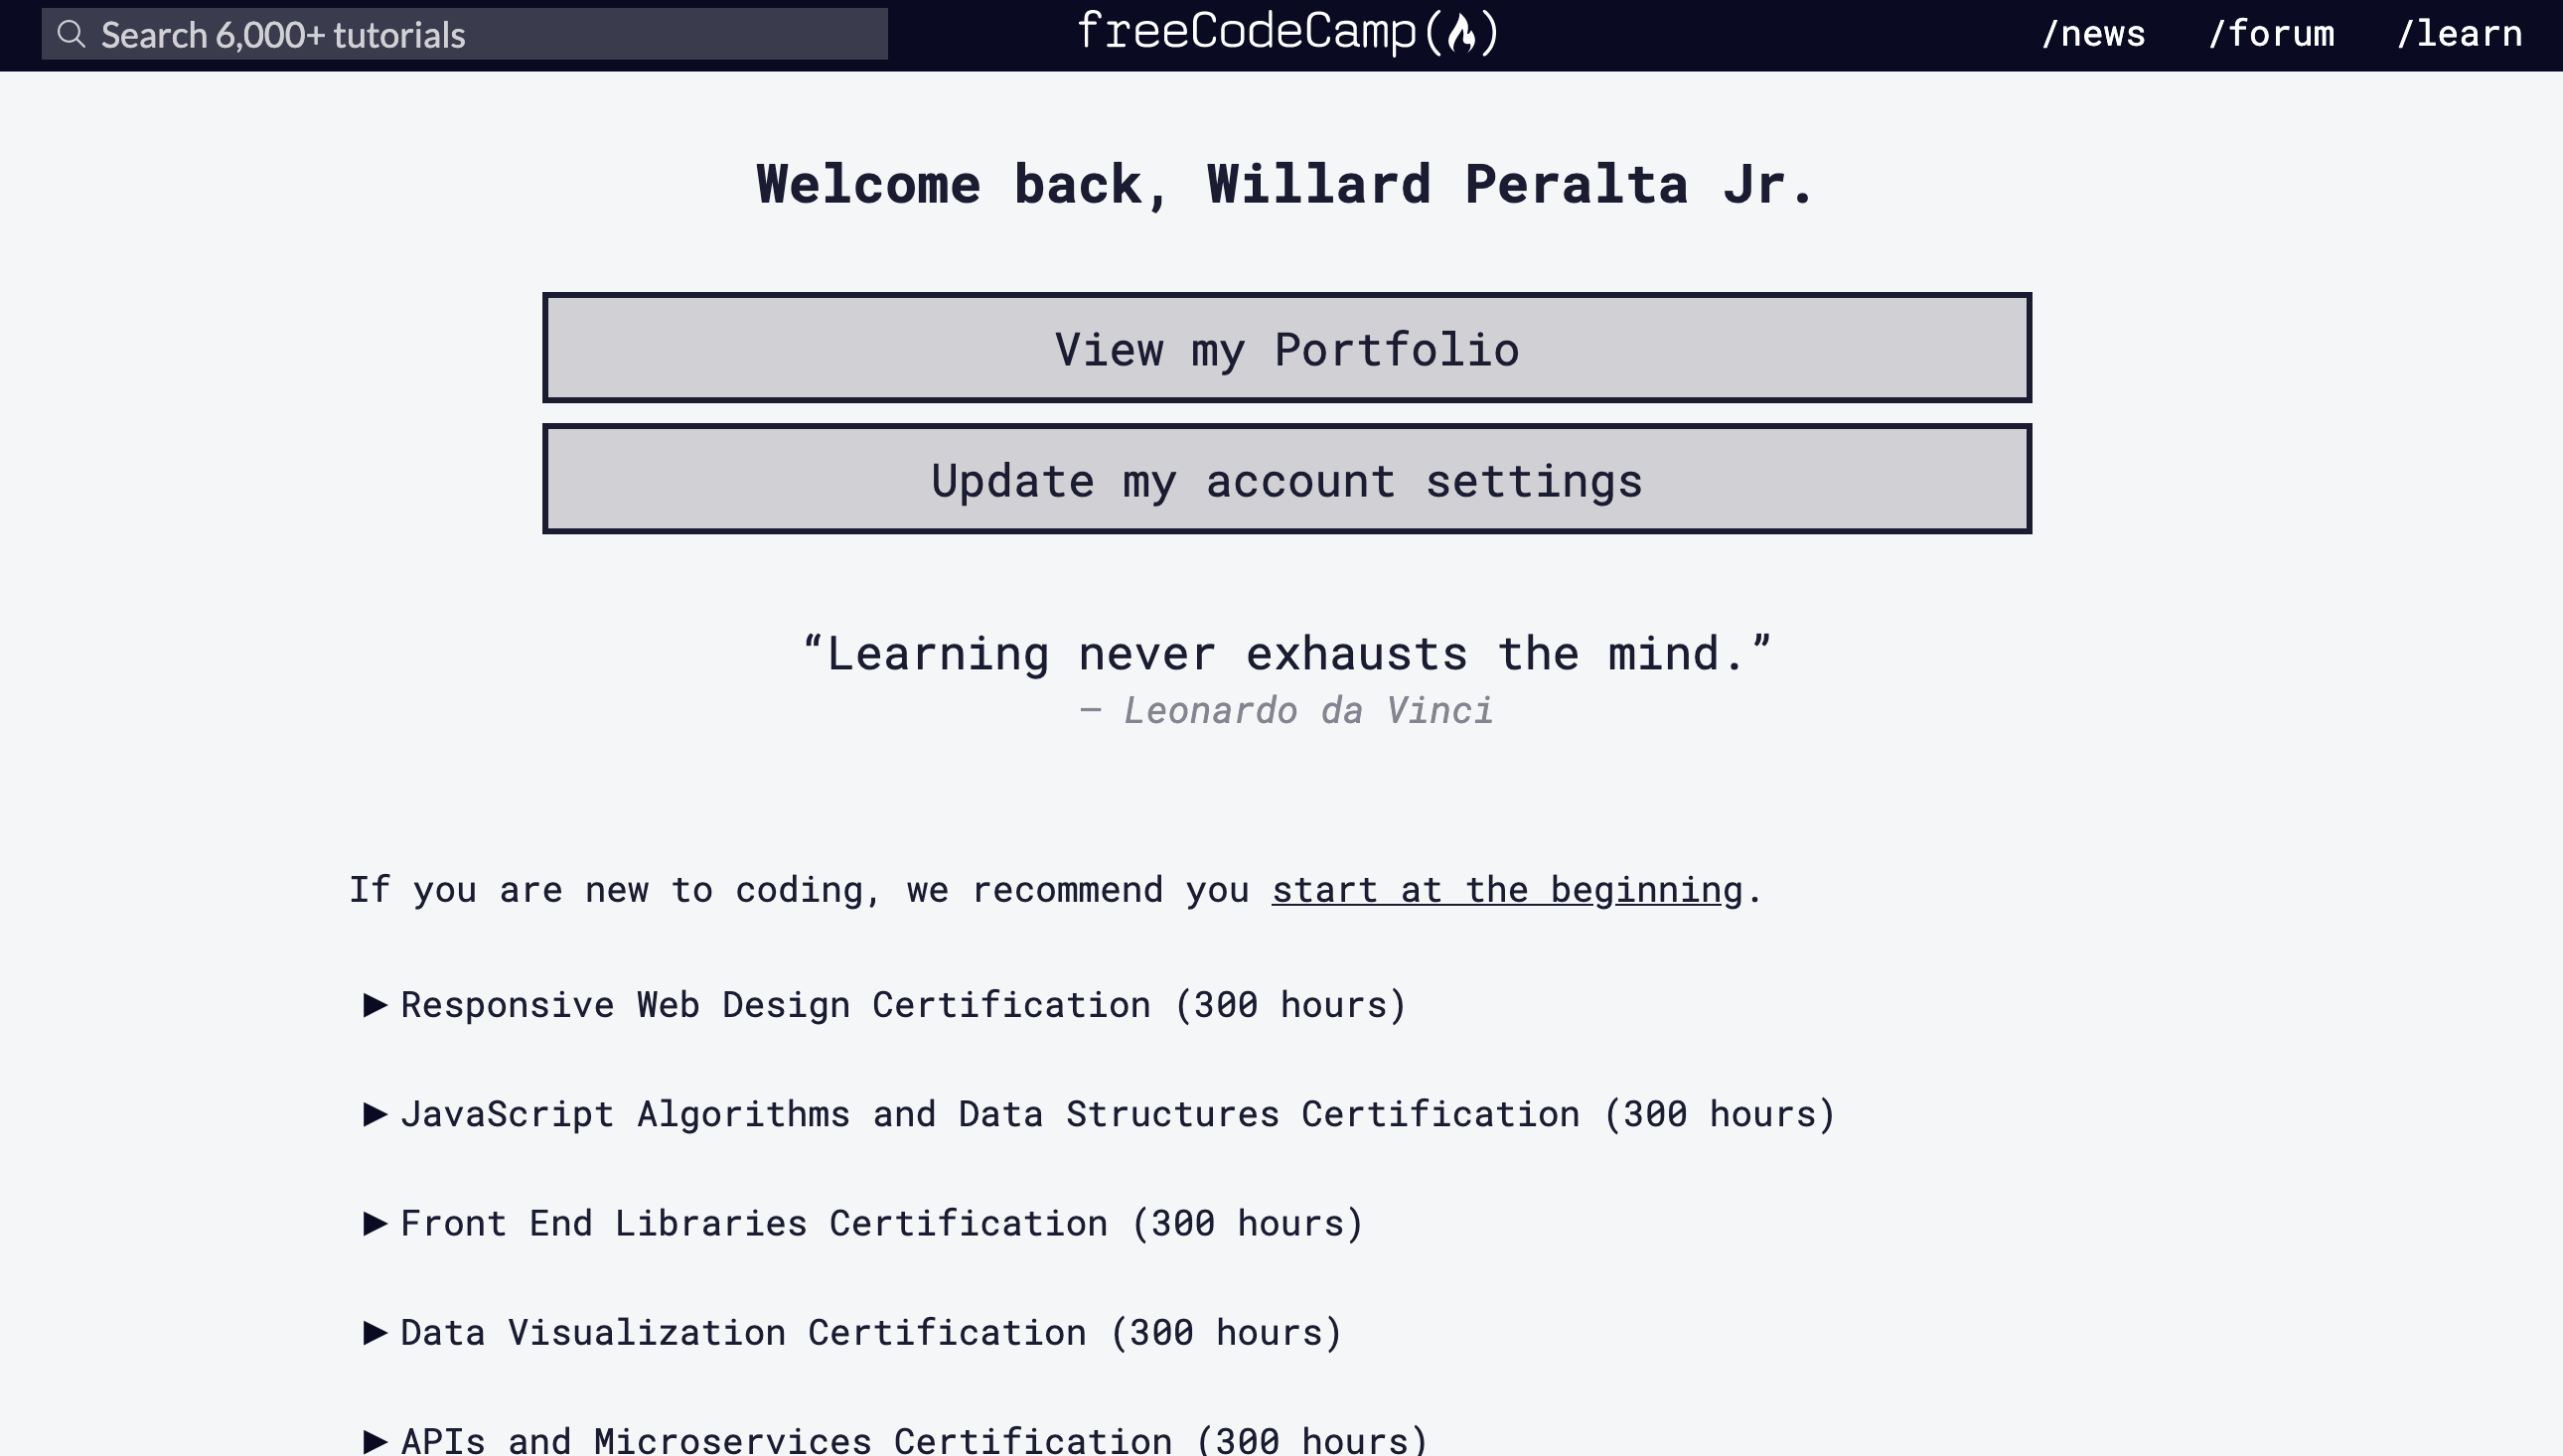 Search 6,000+ tutorials
freeCodeCamp
/news
/forum
/learn
Welcome back, Willard Peralta Jr.
View my Portfolio
Update my account settings
“Learning never exhausts the mind.”
— Leonardo da Vinci
If you are new to coding, we recommend you start at the beginning.
Responsive Web Design Certification (300 hours)
JavaScript Algorithms and Data Structures Certification (300 hours)
Front End Libraries Certification (300 hours)
Data Visualization Certification (300 hours)
APIs and Microservices Certification (300 hours)